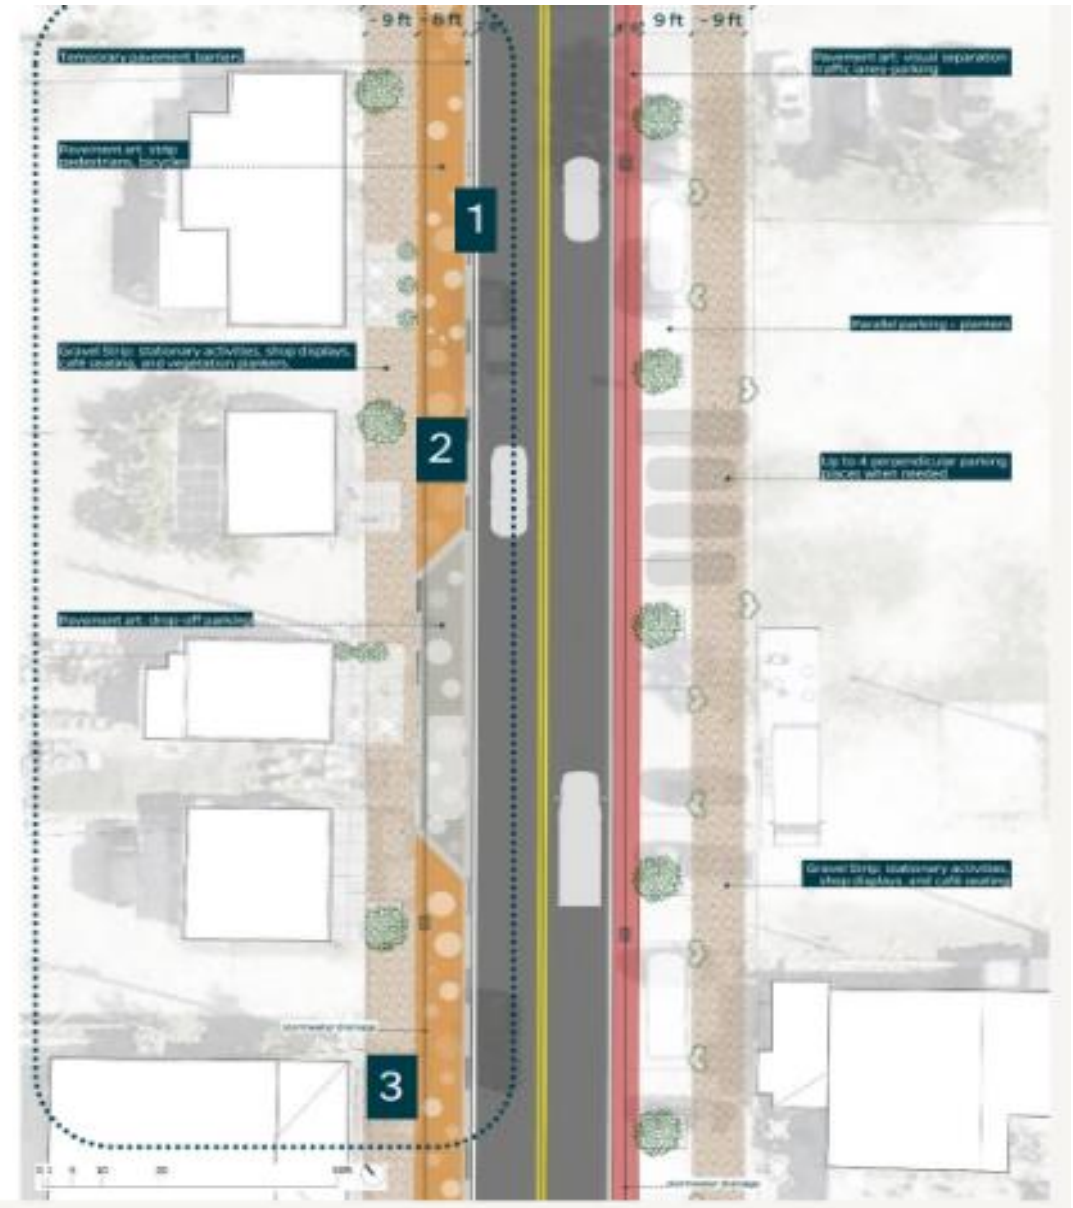 ~9 ft ~8 ft
9 ft ~9 ft
Temporary pavement barriers
Pavement art: visual separation
traffic lanes-parking
Pavement art: strip
pedestrians, bicycles
1
Parallel parking + planters
Gravel Strip: stationary activities, shop displays,
café seating, and vegetation planters.
2
Up to 4 perpendicular parking
places when needed
Pavement art: drop-off parking
Gravel Strip: stationary activities,
shop displays, and café seating
stormwater drainage
3
10 20
stormwater drainage